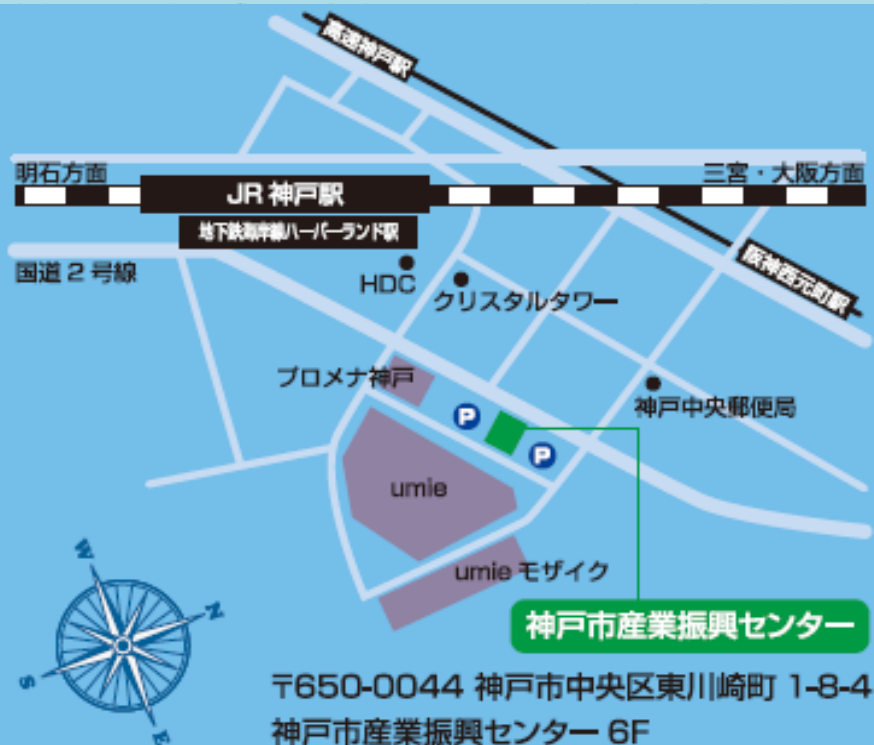 高速神戸駅
明石方面
三宮・大阪方面
JR 神戸駅
地下鉄海岸線ハーバーランド駅
国道 2 号線
阪神西元町駅
HDC
クリスタルタワー
プロメナ神戸
神戸中央郵便局
P
P
umie
umie モザイク
W
N
S
E
神戸市産業振興センター
〒650-0044 神戸市中央区東川崎町 1-8-4
神戸市産業振興センター 6F